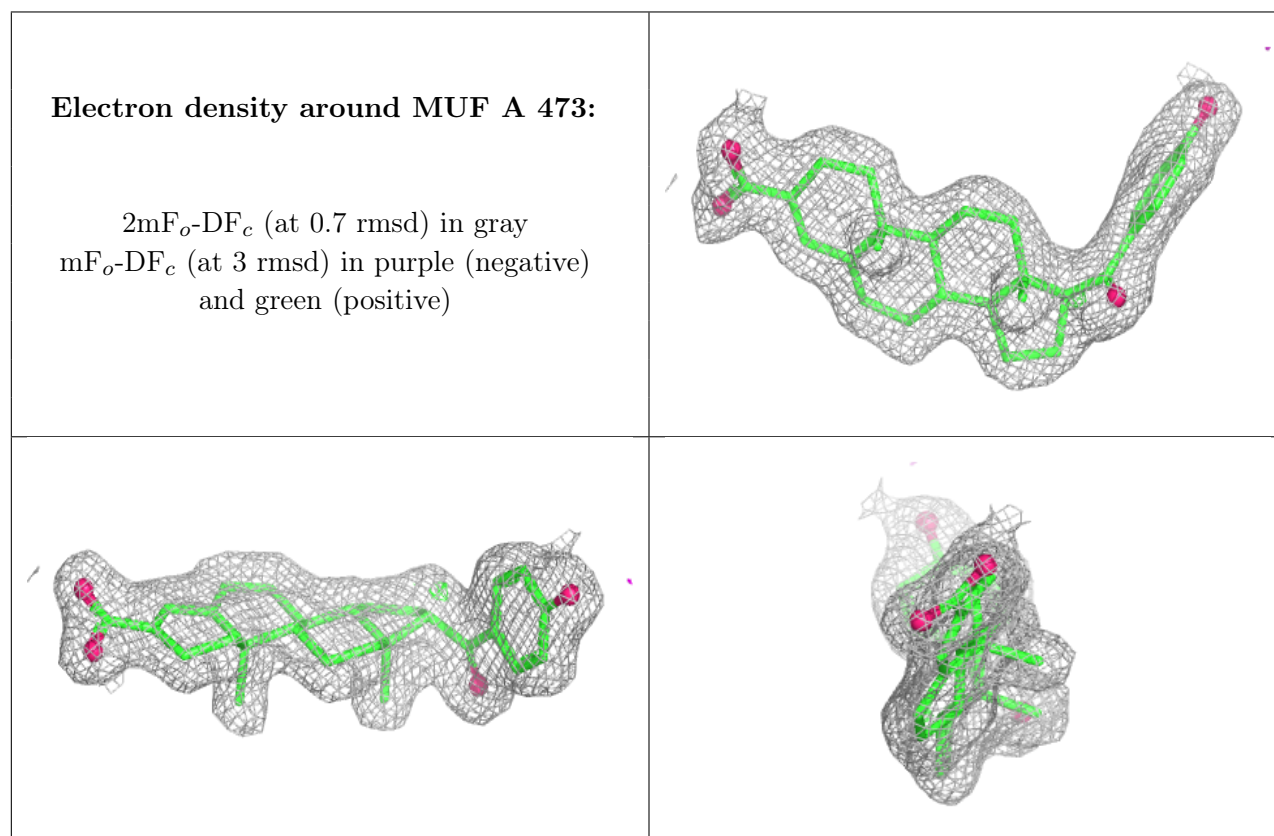 Electron density around MUF A 473:
2mFo-DFc (at 0.7 rmsd) in gray
mFo-DFc (at 3 rmsd) in purple (negative)
and green (positive)